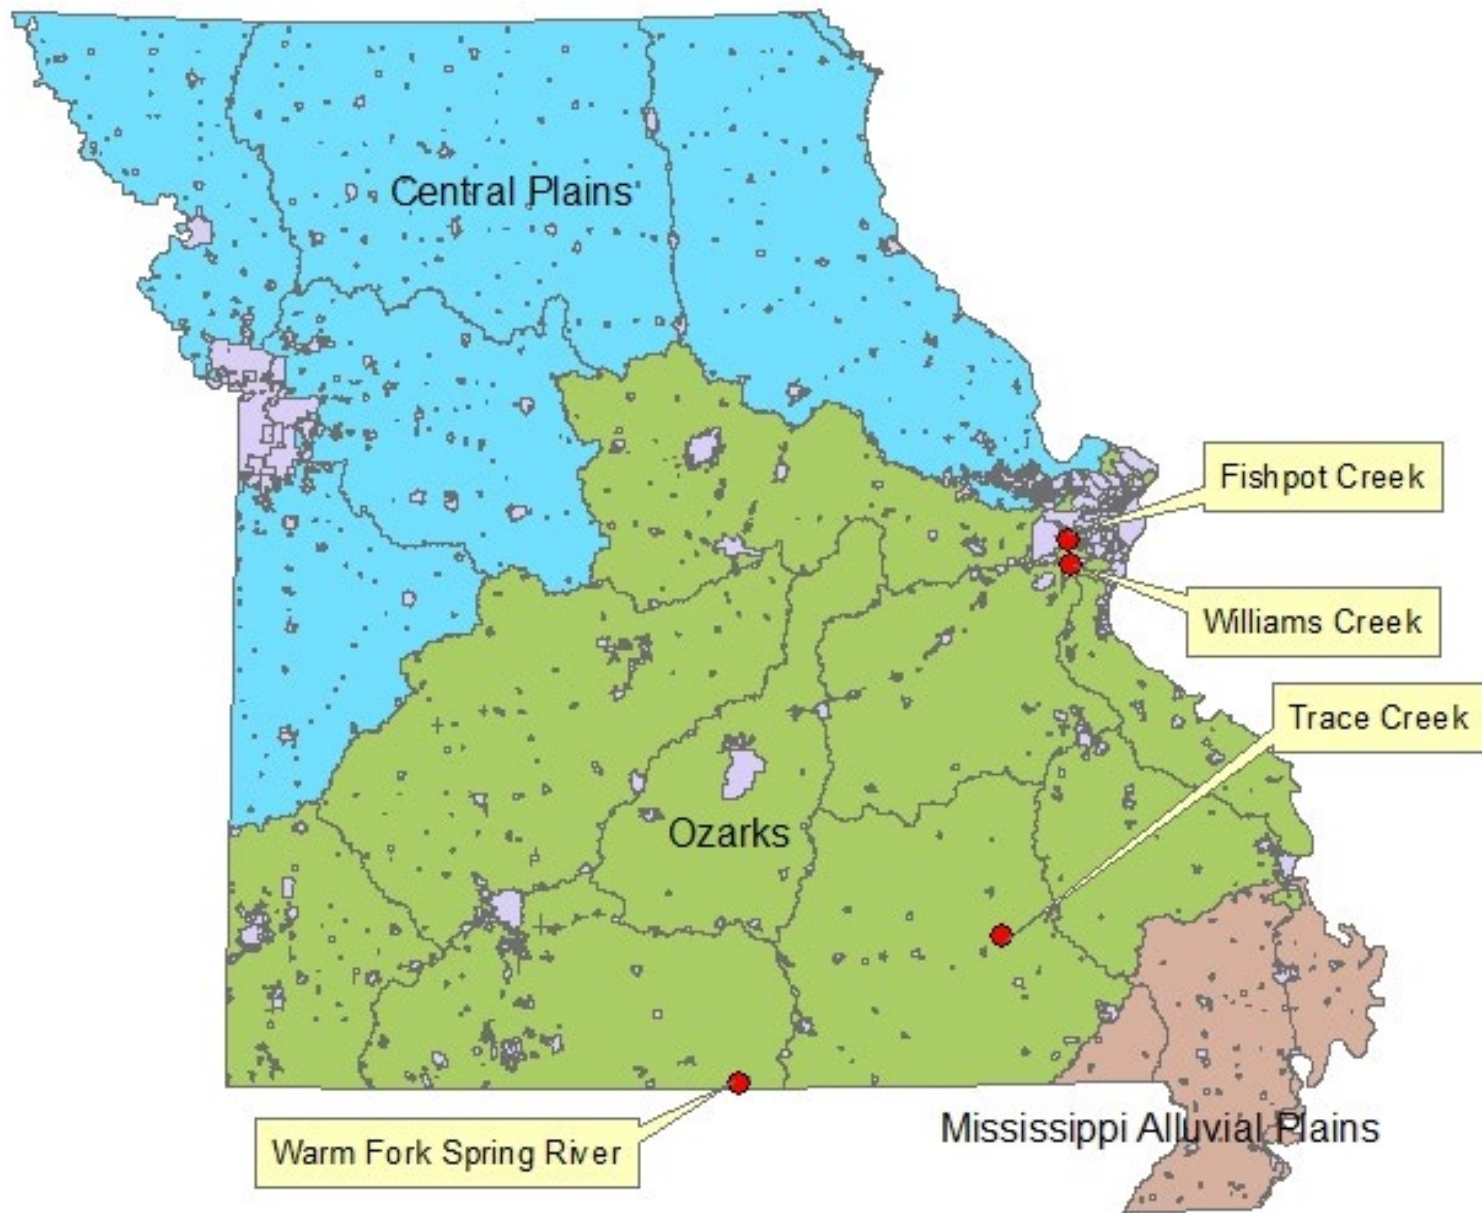 Central Plains
Fishpot Creek
Williams Creek
Trace Creek
Ozarks
Mississippi Alluvial Plains
Warm Fork Spring River